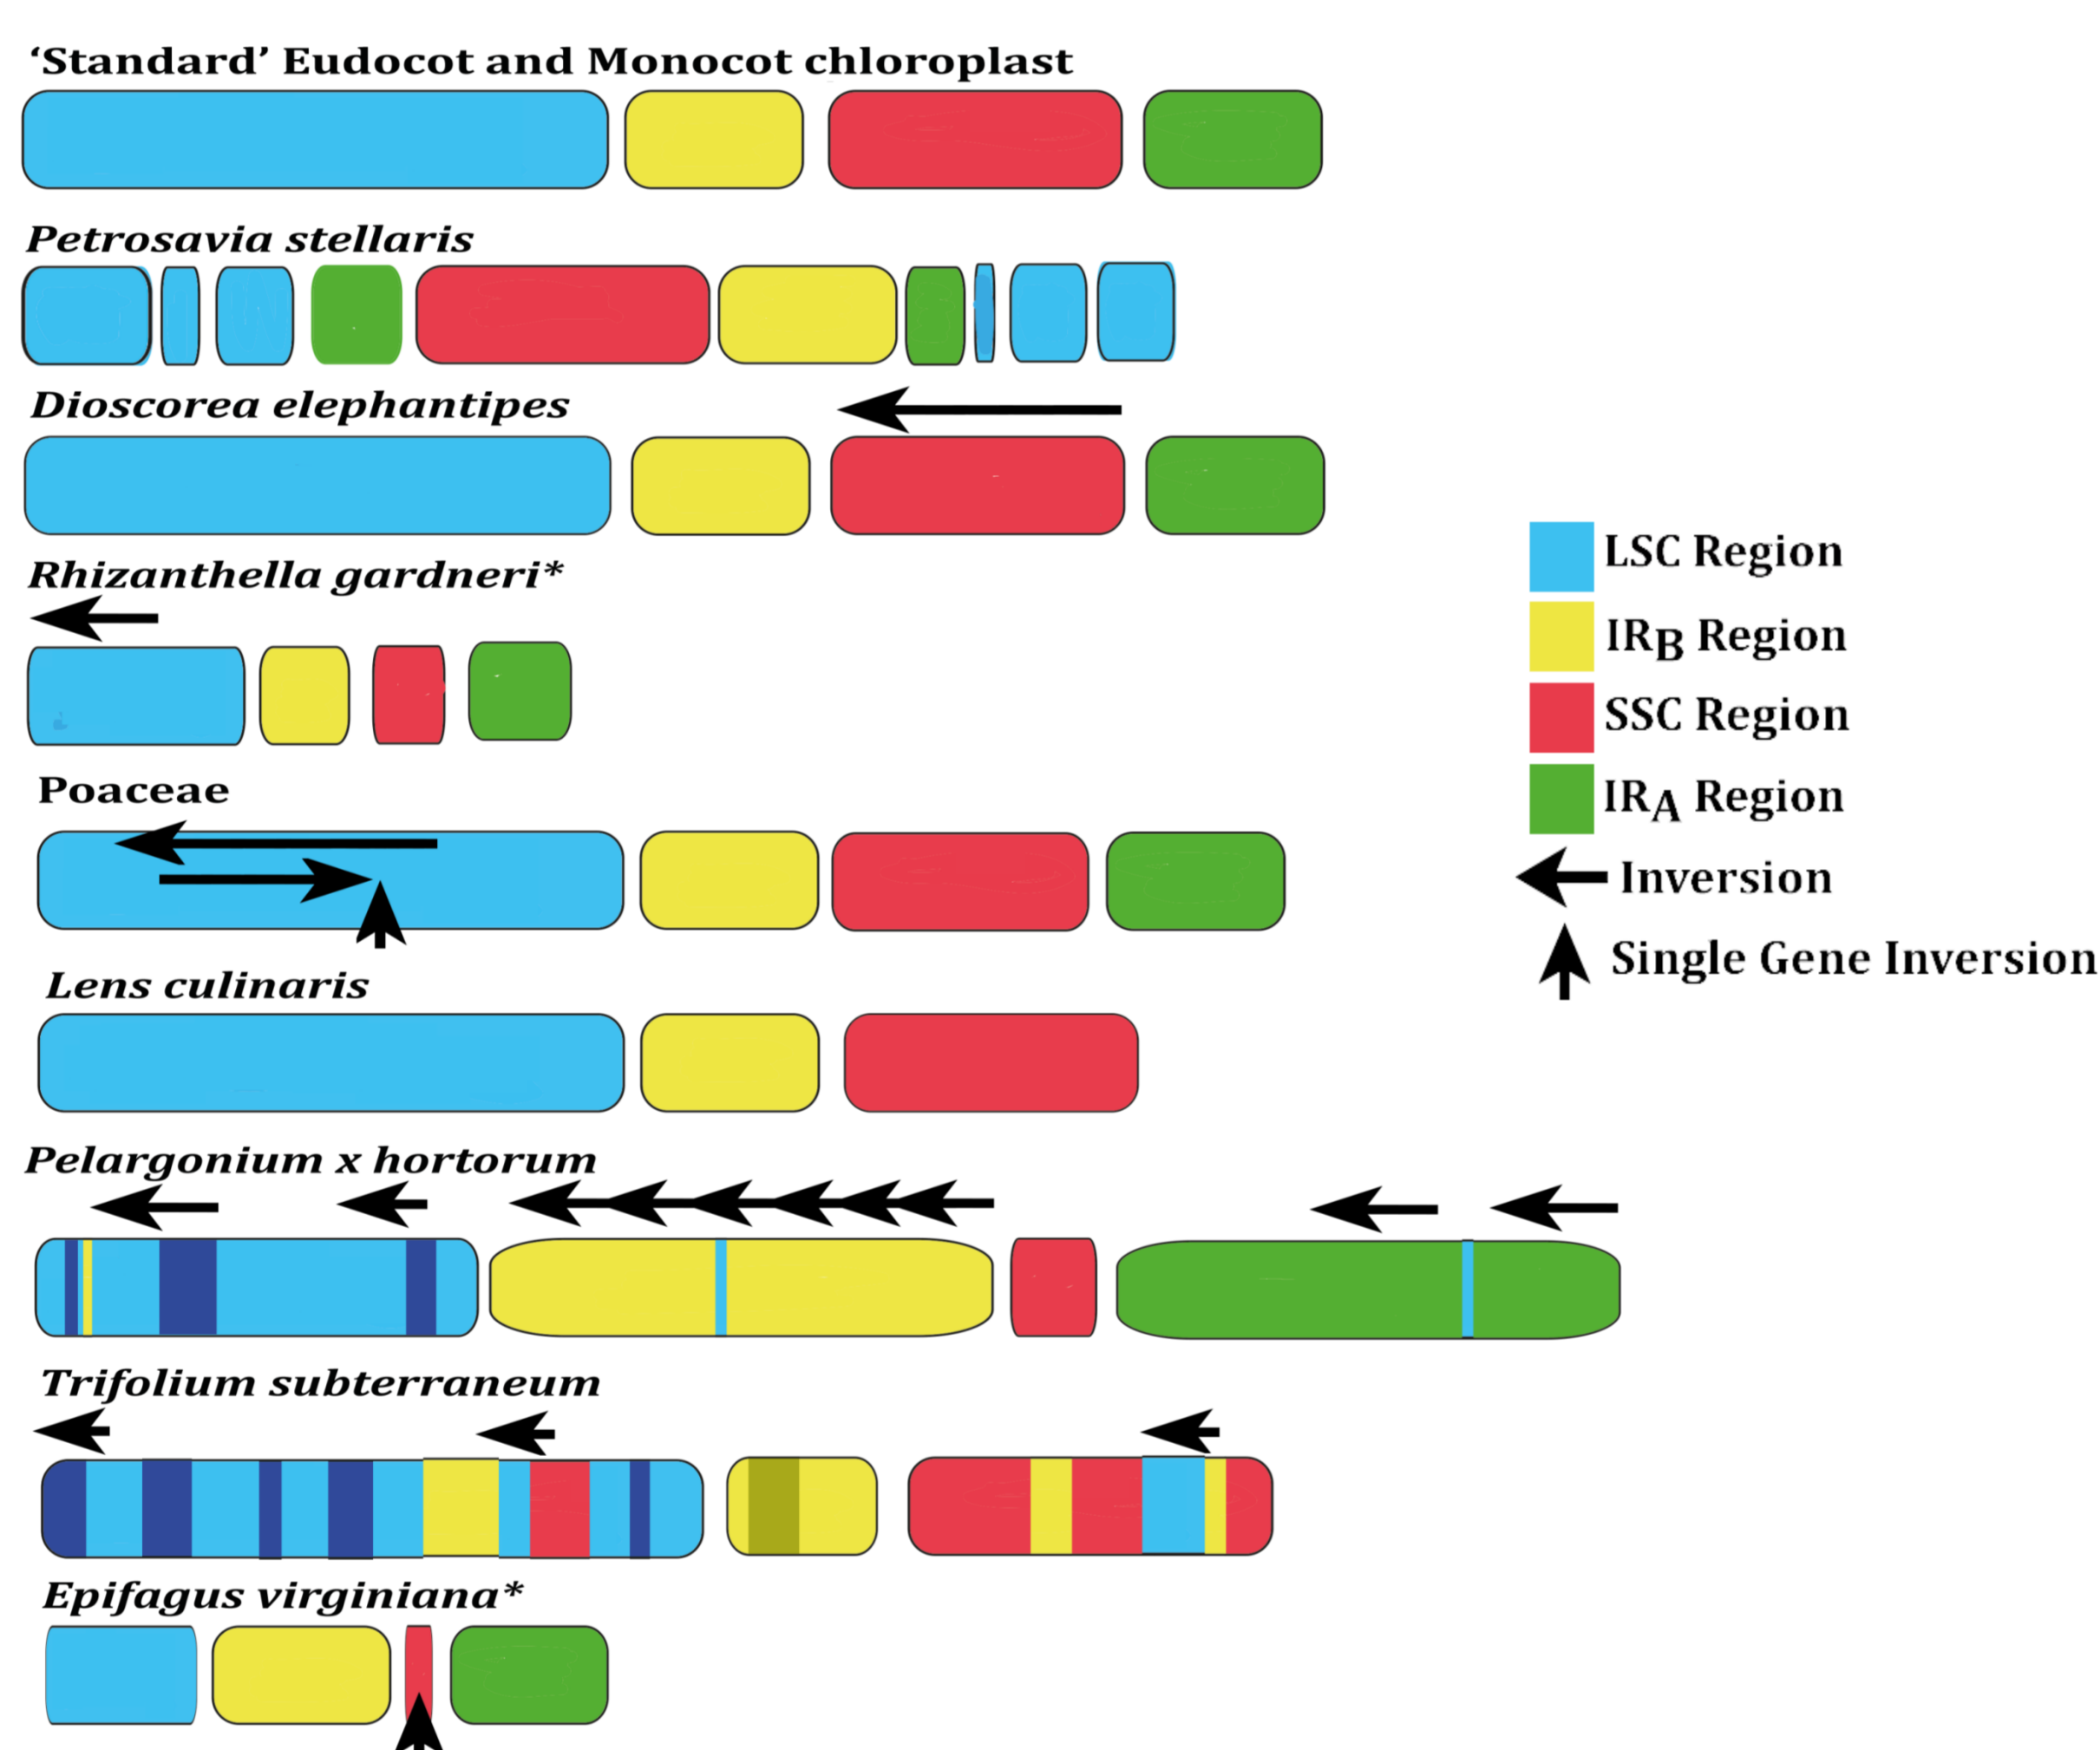 ‘Standard’ Eudocot and Monocot chloroplast
Petrosavia stellaris
Dioscorea elephantipes
Rhizanthella gardneri*
Poaceae
Lens culinaris
Pelargonium x hortorum
Trifolium subterraneum
Epifagus virginiana*
LSC Region
IRB Region
SSC Region
IRA Region
Inversion
Single Gene Inversion